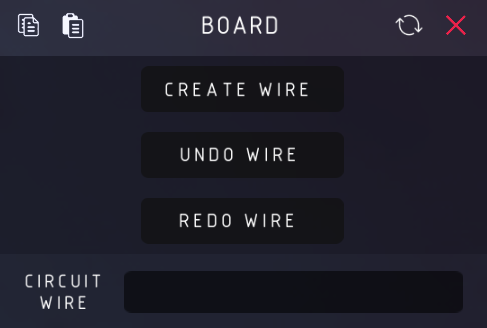 BOARD
CREATE WIRE
UNDO WIRE
REDO WIRE
CIRCUIT
WIRE